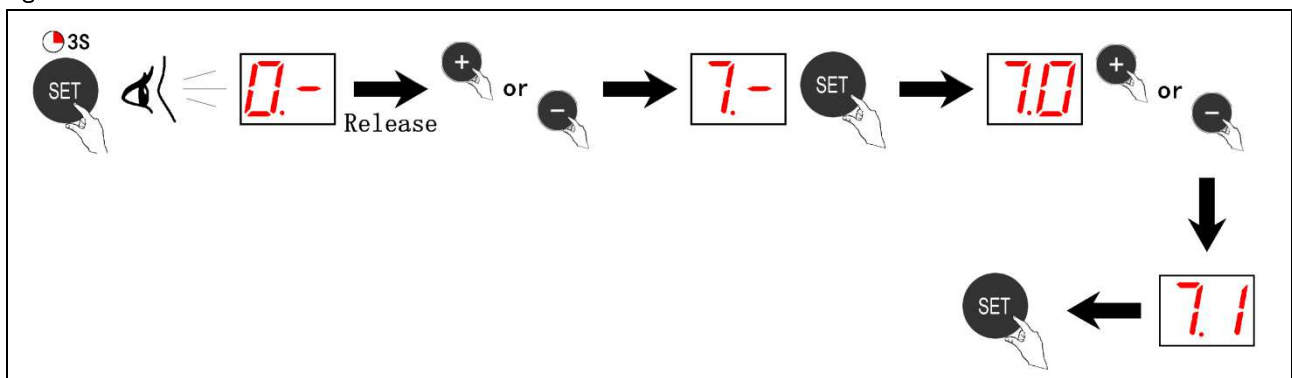 3S
SET 0.- Release + or - 7.- SET 7.0 + or -
SET 7.1